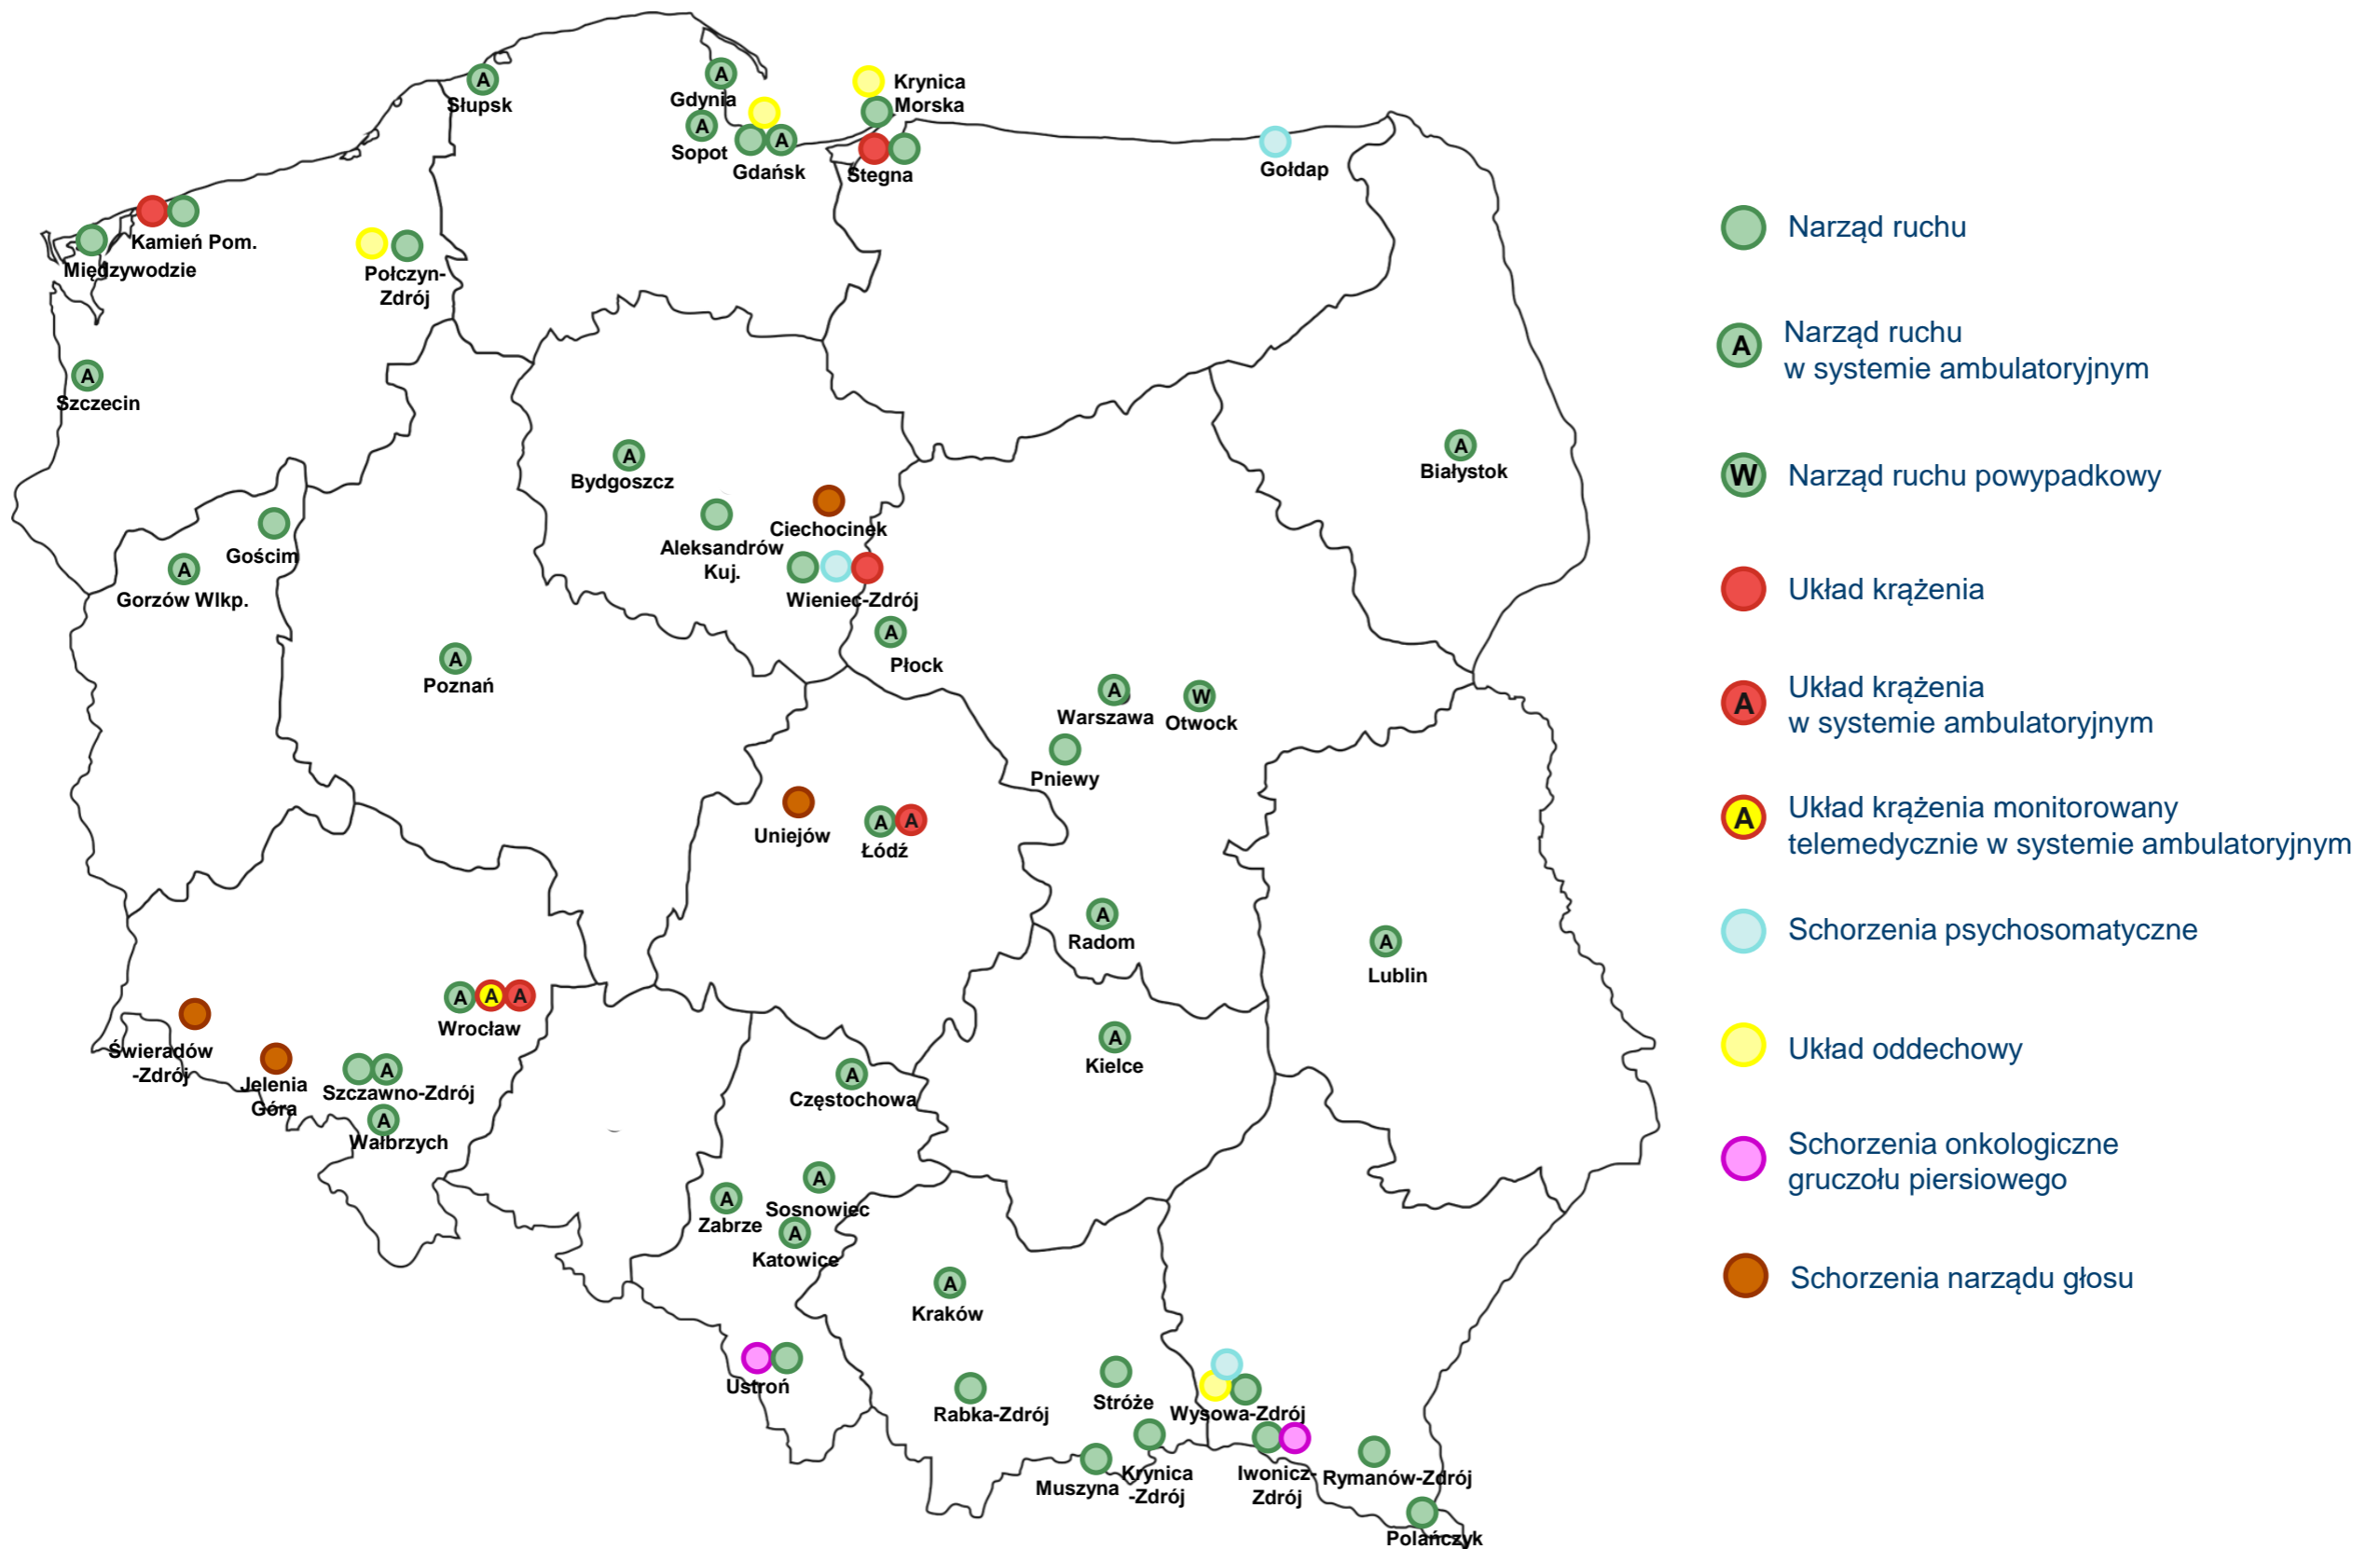 A
Słupsk
A
Gdynia
A
Sopot
A
Gdańsk
Krynica
Morska
Stegna
Gołdap
Kamień Pom.
Międzywodzie
Połczyn-
Zdrój
A
Szczecin
A
Bydgoszcz
Aleksandrów
Kuj.
Ciechocinek
Wieniec-Zdrój
A
Białystok
Gościm
A
Gorzów Wlkp.
A
Poznań
A
Płock
A
Warszawa
W
Otwock
Pniewy
Uniejów
A A
Łódź
A
Radom
A
Lublin
A A A
Wrocław
Świeradów
-Zdrój
Jelenia
Góra
A
Szczawno-Zdrój
A
Wałbrzych
A
Częstochowa
A
Kielce
A
Zabrze
A
Sosnowiec
A
Katowice
A
Kraków
Ustroń
Rabka-Zdrój
Stróże
Wysowa-Zdrój
Muszyna
Krynica
-Zdrój
Iwonicz-
Zdrój
Rymanów-Zdrój
Polańczyk
Narząd ruchu
A
Narząd ruchu
w systemie ambulatoryjnym
W
Narząd ruchu powypadkowy
Układ krążenia
A
Układ krążenia
w systemie ambulatoryjnym
A
Układ krążenia monitorowany
telemedycznie w systemie ambulatoryjnym
Schorzenia psychosomatyczne
Układ oddechowy
Schorzenia onkologiczne
gruczołu piersiowego
Schorzenia narządu głosu